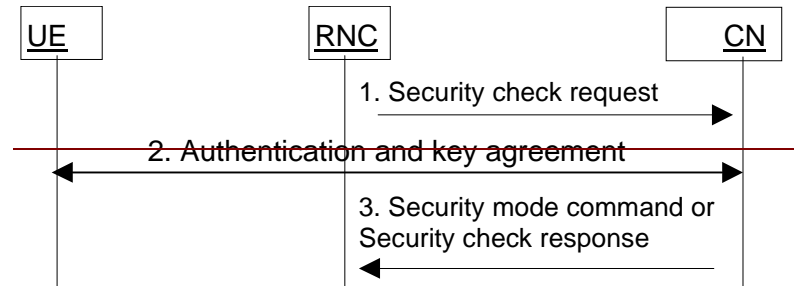 UE
RNC
CN
1. Security check request
2. Authentication and key agreement
3. Security mode command or
Security check response